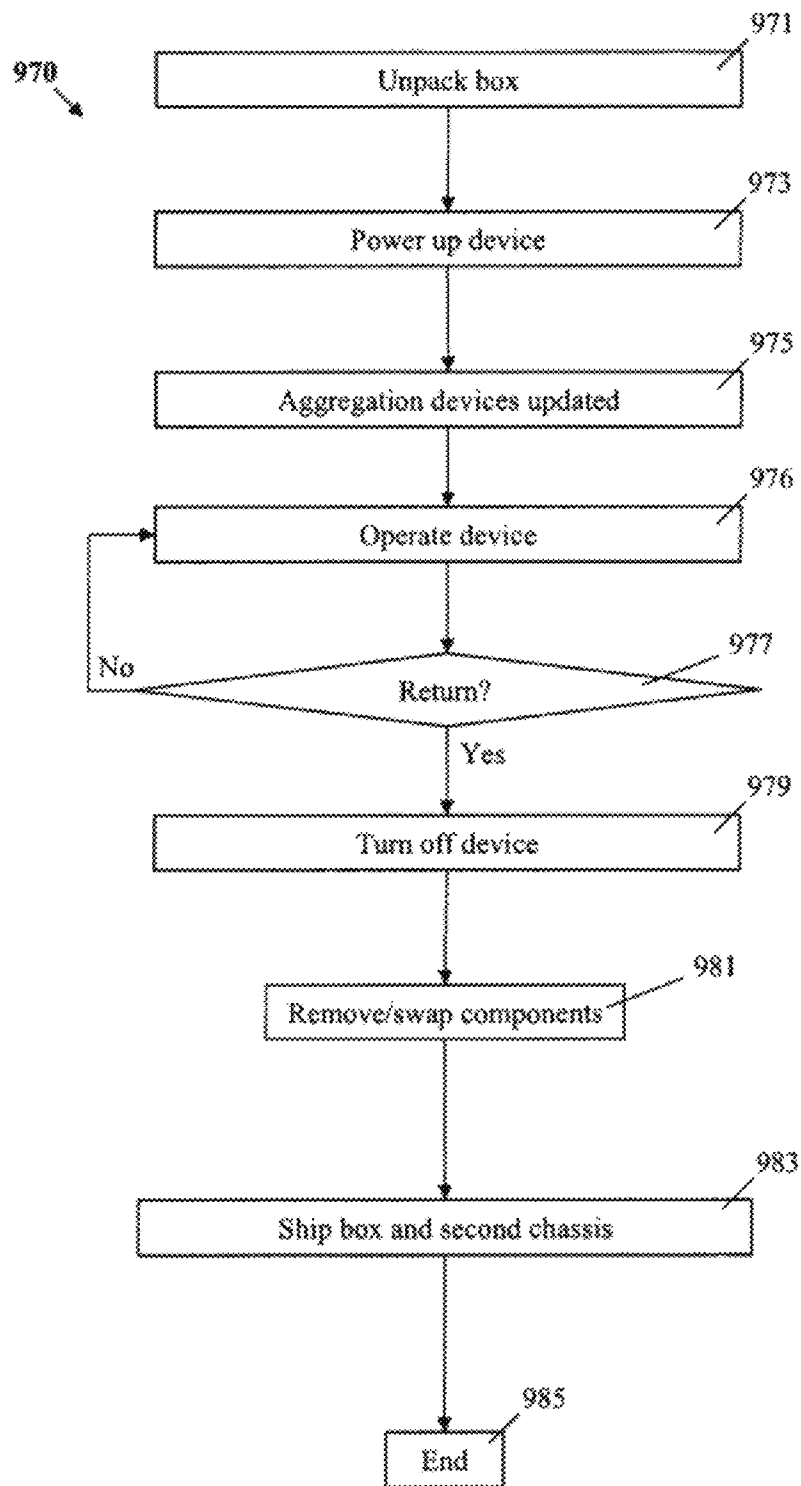 971
970
Unpack box
973
Power up device
975
Aggregation devices updated
976
Operate device
977
No
Return?
Yes
979
Turn off device
981
Remove/swap components
983
Ship box and second chassis
985
End